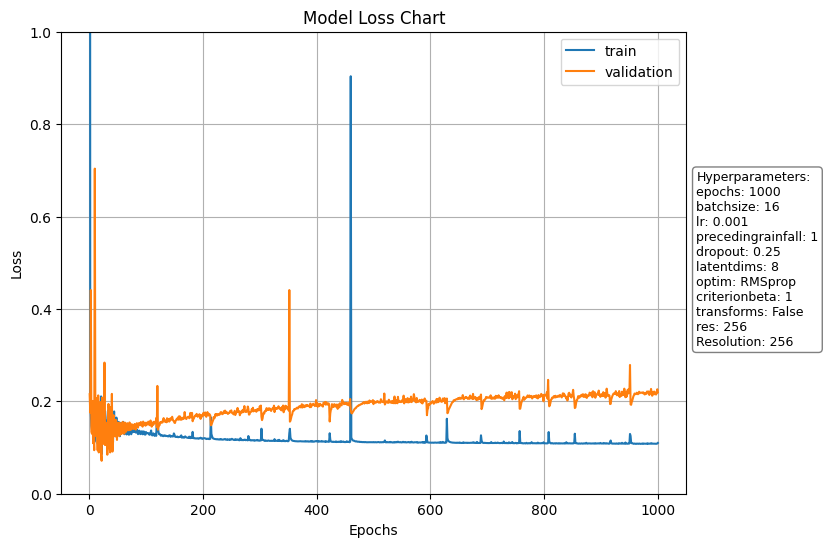 Model Loss Chart
1.0
0.8
0.6
0.4
0.2
0.0
Loss
0
200
400
600
800
1000
Epochs
train
validation
Hyperparameters:
epochs: 1000
batchsize: 16
lr: 0.001
precedingrainfall: 1
dropout: 0.25
latentdims: 8
optim: RMSprop
criterionbeta: 1
transforms: False
res: 256
Resolution: 256